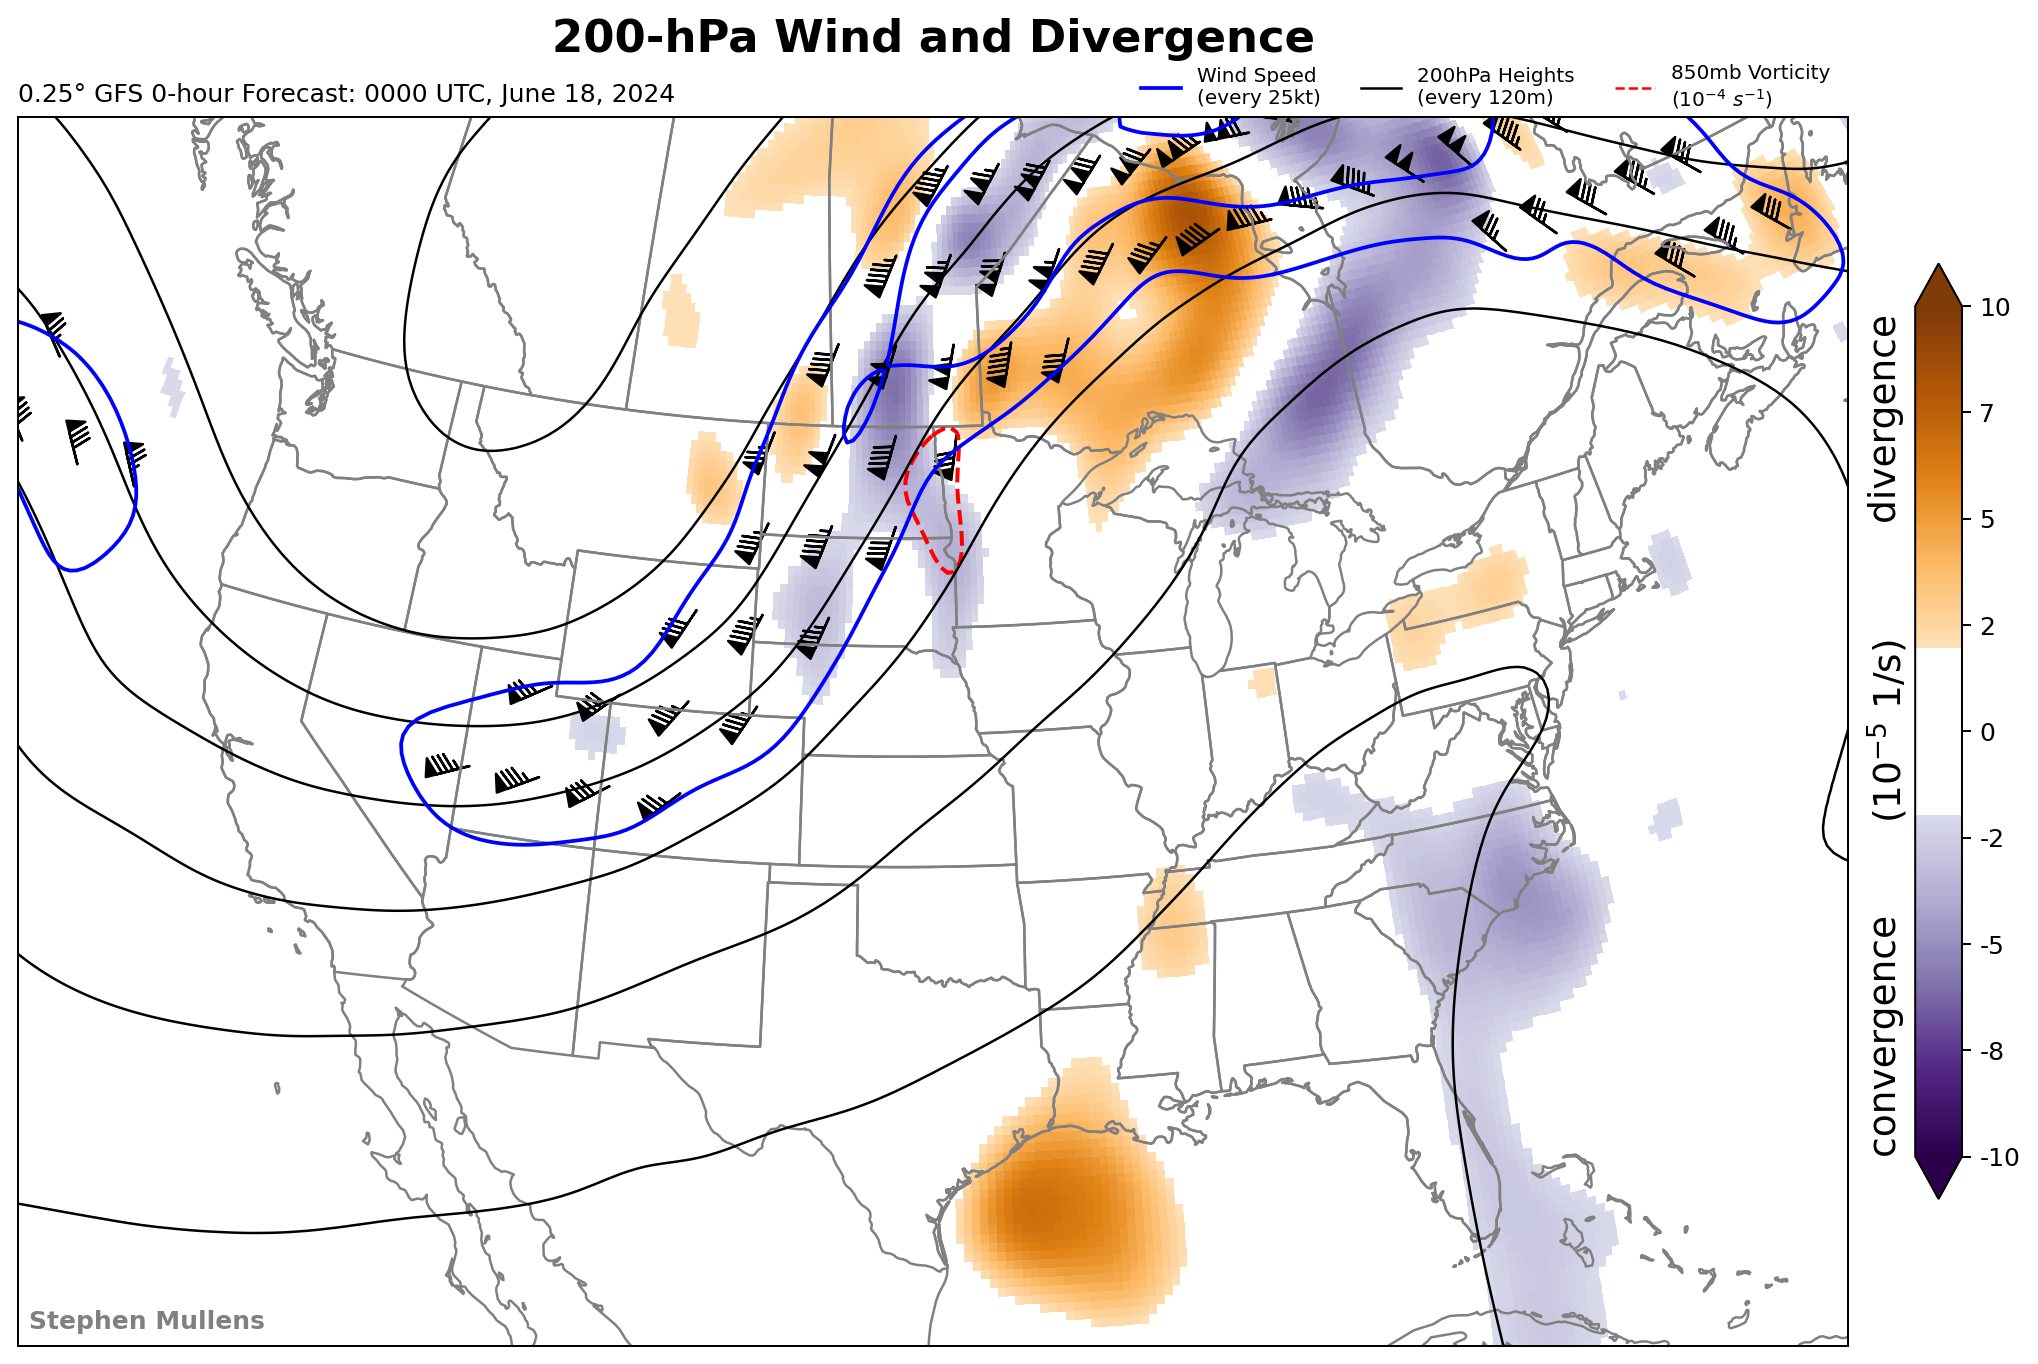 200-hPa Wind and Divergence
0.25° GFS 0-hour Forecast: 0000 UTC, June 18, 2024
Wind Speed
(every 25kt)
200hPa Heights
(every 120m)
850mb Vorticity
(10⁻⁴ s⁻¹)
10
7
5
2
0
-2
-5
-8
-10
divergence
(10⁻⁵ 1/s)
convergence
Stephen Mullens